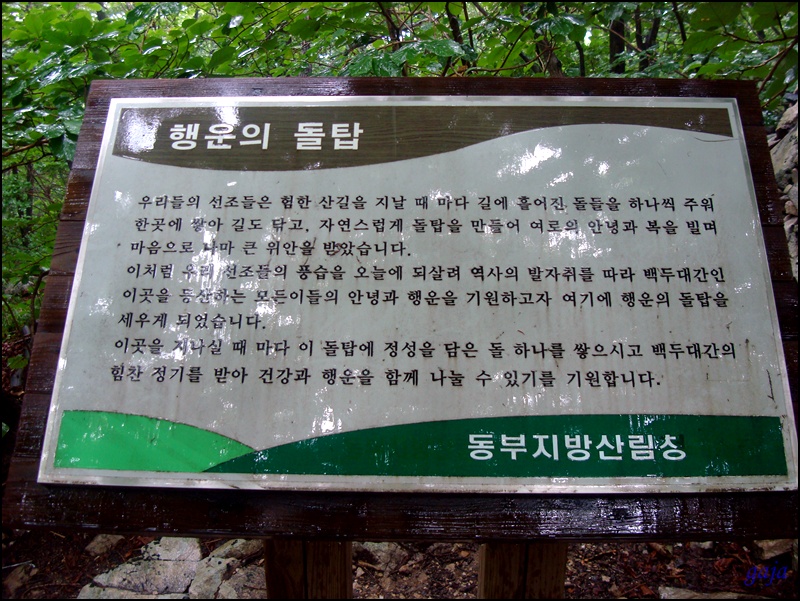 행운의 돌탑
우리들의 선조들은 험한 산길을 지날 때 마다 길에 흩어진 돌들을 하나씩 주워
한곳에 쌓아 길도 닦고, 자연스럽게 돌탑을 만들어 여로의 안녕과 복을 빌며
마음으로 나마 큰 위안을 받았습니다.
이처럼 우리 선조들의 풍습을 오늘에 되살려 역사의 발자취를 따라 백두대간인
이곳을 등산하는 모든이들의 안녕과 행운을 기원하고자 여기에 행운의 돌탑을
세우게 되었습니다.
이곳을 지나실 때 마다 이 돌탑에 정성을 담은 돌 하나를 쌓으시고 백두대간의
힘찬 정기를 받아 건강과 행운을 함께 나눌 수 있기를 기원합니다.
동부지방산림청
gaja